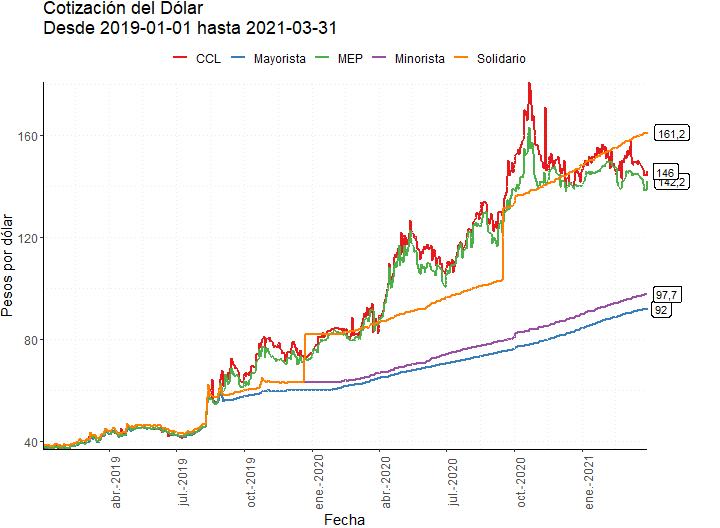 Cotización del Dólar
Desde 2019-01-01 hasta 2021-03-31
CCL Mayorista MEP Minorista Solidario
Pesos por dólar
160
120
80
40
161,2
146
142,2
97,7
92
abr.-2019 jul.-2019 oct.-2019 ene.-2020 abr.-2020 jul.-2020 oct.-2020 ene.-2021
Fecha